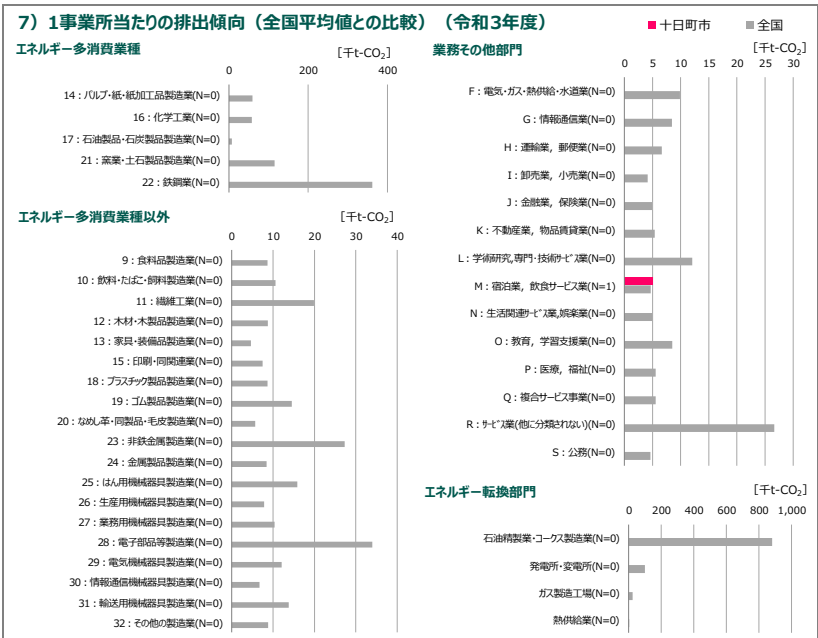 7）1事業所当たりの排出傾向（全国平均値との比較）（令和3年度）
十日町市 全国
エネルギー多消費業種
[千t-CO2]
0 200 400
14：パルプ・紙・紙加工品製造業(N=0)
16：化学工業(N=0)
17：石油製品・石炭製品製造業(N=0)
21：窯業・土石製品製造業(N=0)
22：鉄鋼業(N=0)
エネルギー多消費業種以外
[千t-CO2]
0 10 20 30 40
9：食料品製造業(N=0)
10：飲料・たばこ・飼料製造業(N=0)
11：繊維工業(N=0)
12：木材・木製品製造業(N=0)
13：家具・装備品製造業(N=0)
15：印刷・同関連業(N=0)
18：プラスチック製品製造業(N=0)
19：ゴム製品製造業(N=0)
20：なめし革・同製品・毛皮製造業(N=0)
23：非鉄金属製造業(N=0)
24：金属製品製造業(N=0)
25：はん用機械器具製造業(N=0)
26：生産用機械器具製造業(N=0)
27：業務用機械器具製造業(N=0)
28：電子部品等製造業(N=0)
29：電気機械器具製造業(N=0)
30：情報通信機械器具製造業(N=0)
31：輸送用機械器具製造業(N=0)
32：その他の製造業(N=0)
業務その他部門
[千t-CO2]
0 5 10 15 20 25 30
F：電気・ガス・熱供給・水道業(N=0)
G：情報通信業(N=0)
H：運輸業，郵便業(N=0)
I：卸売業，小売業(N=0)
J：金融業，保険業(N=0)
K：不動産業，物品賃貸業(N=0)
L：学術研究,専門・技術ｻｰﾋﾞｽ業(N=0)
M：宿泊業，飲食サービス業(N=1)
N：生活関連ｻｰﾋﾞｽ業,娯楽業(N=0)
O：教育，学習支援業(N=0)
P：医療，福祉(N=0)
Q：複合サービス事業(N=0)
R：ｻｰﾋﾞｽ業(他に分類されない)(N=0)
S：公務(N=0)
エネルギー転換部門
[千t-CO2]
0 200 400 600 800 1,000
石油精製業・コークス製造業(N=0)
発電所・変電所(N=0)
ガス製造工場(N=0)
熱供給業(N=0)